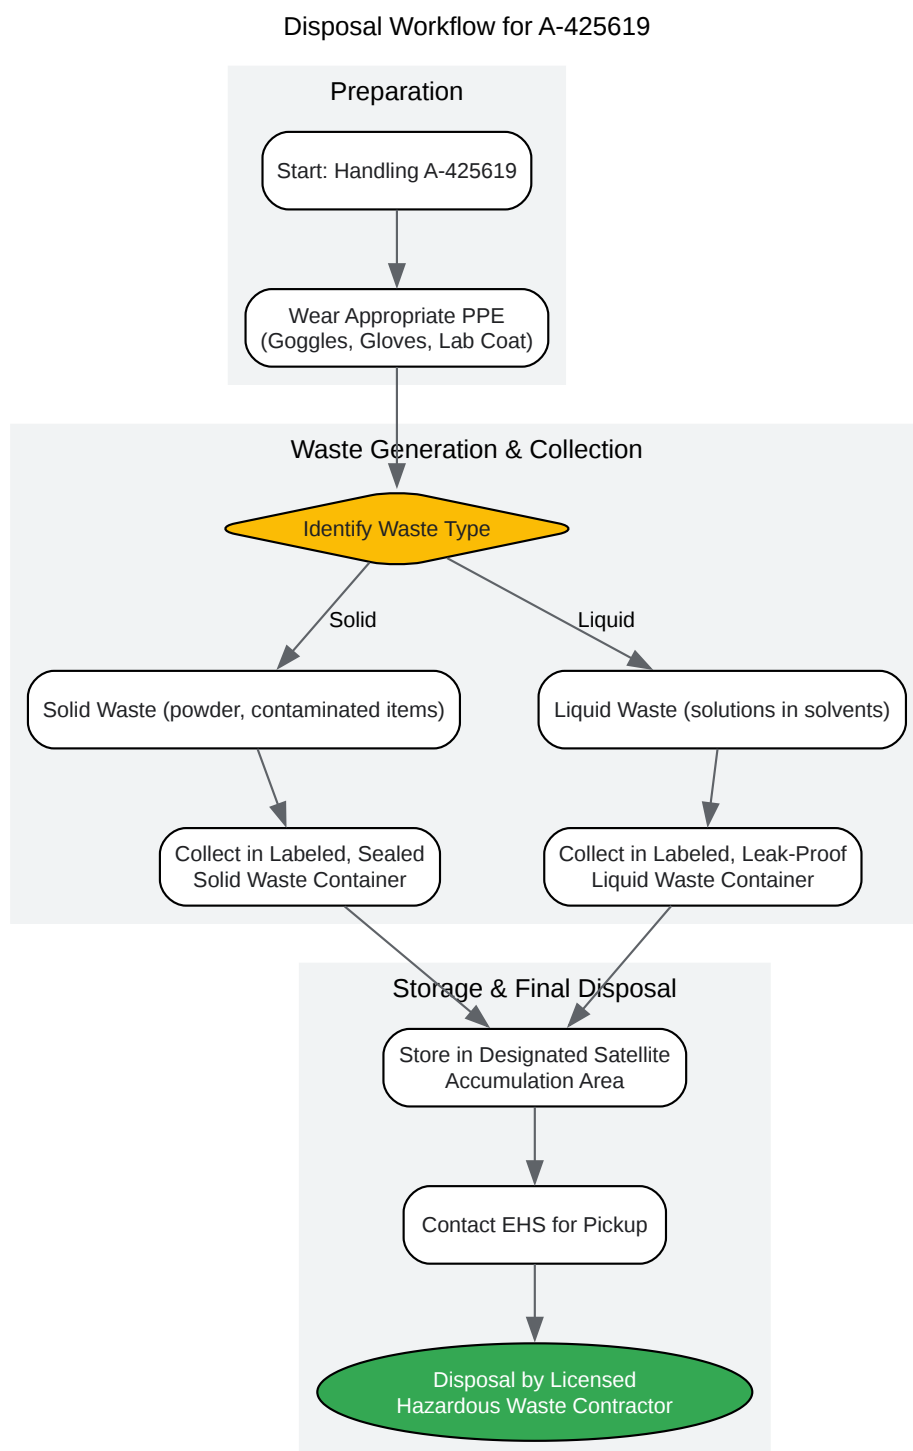 Disposal Workflow for A-425619
Preparation
Start: Handling A-425619
Wear Appropriate PPE
(Goggles, Gloves, Lab Coat)
Waste Generation & Collection
Identify Waste Type
Solid
Liquid
Solid Waste (powder, contaminated items)
Liquid Waste (solutions in solvents)
Collect in Labeled, Sealed
Solid Waste Container
Collect in Labeled, Leak-Proof
Liquid Waste Container
Storage & Final Disposal
Store in Designated Satellite
Accumulation Area
Contact EHS for Pickup
Disposal by Licensed
Hazardous Waste Contractor